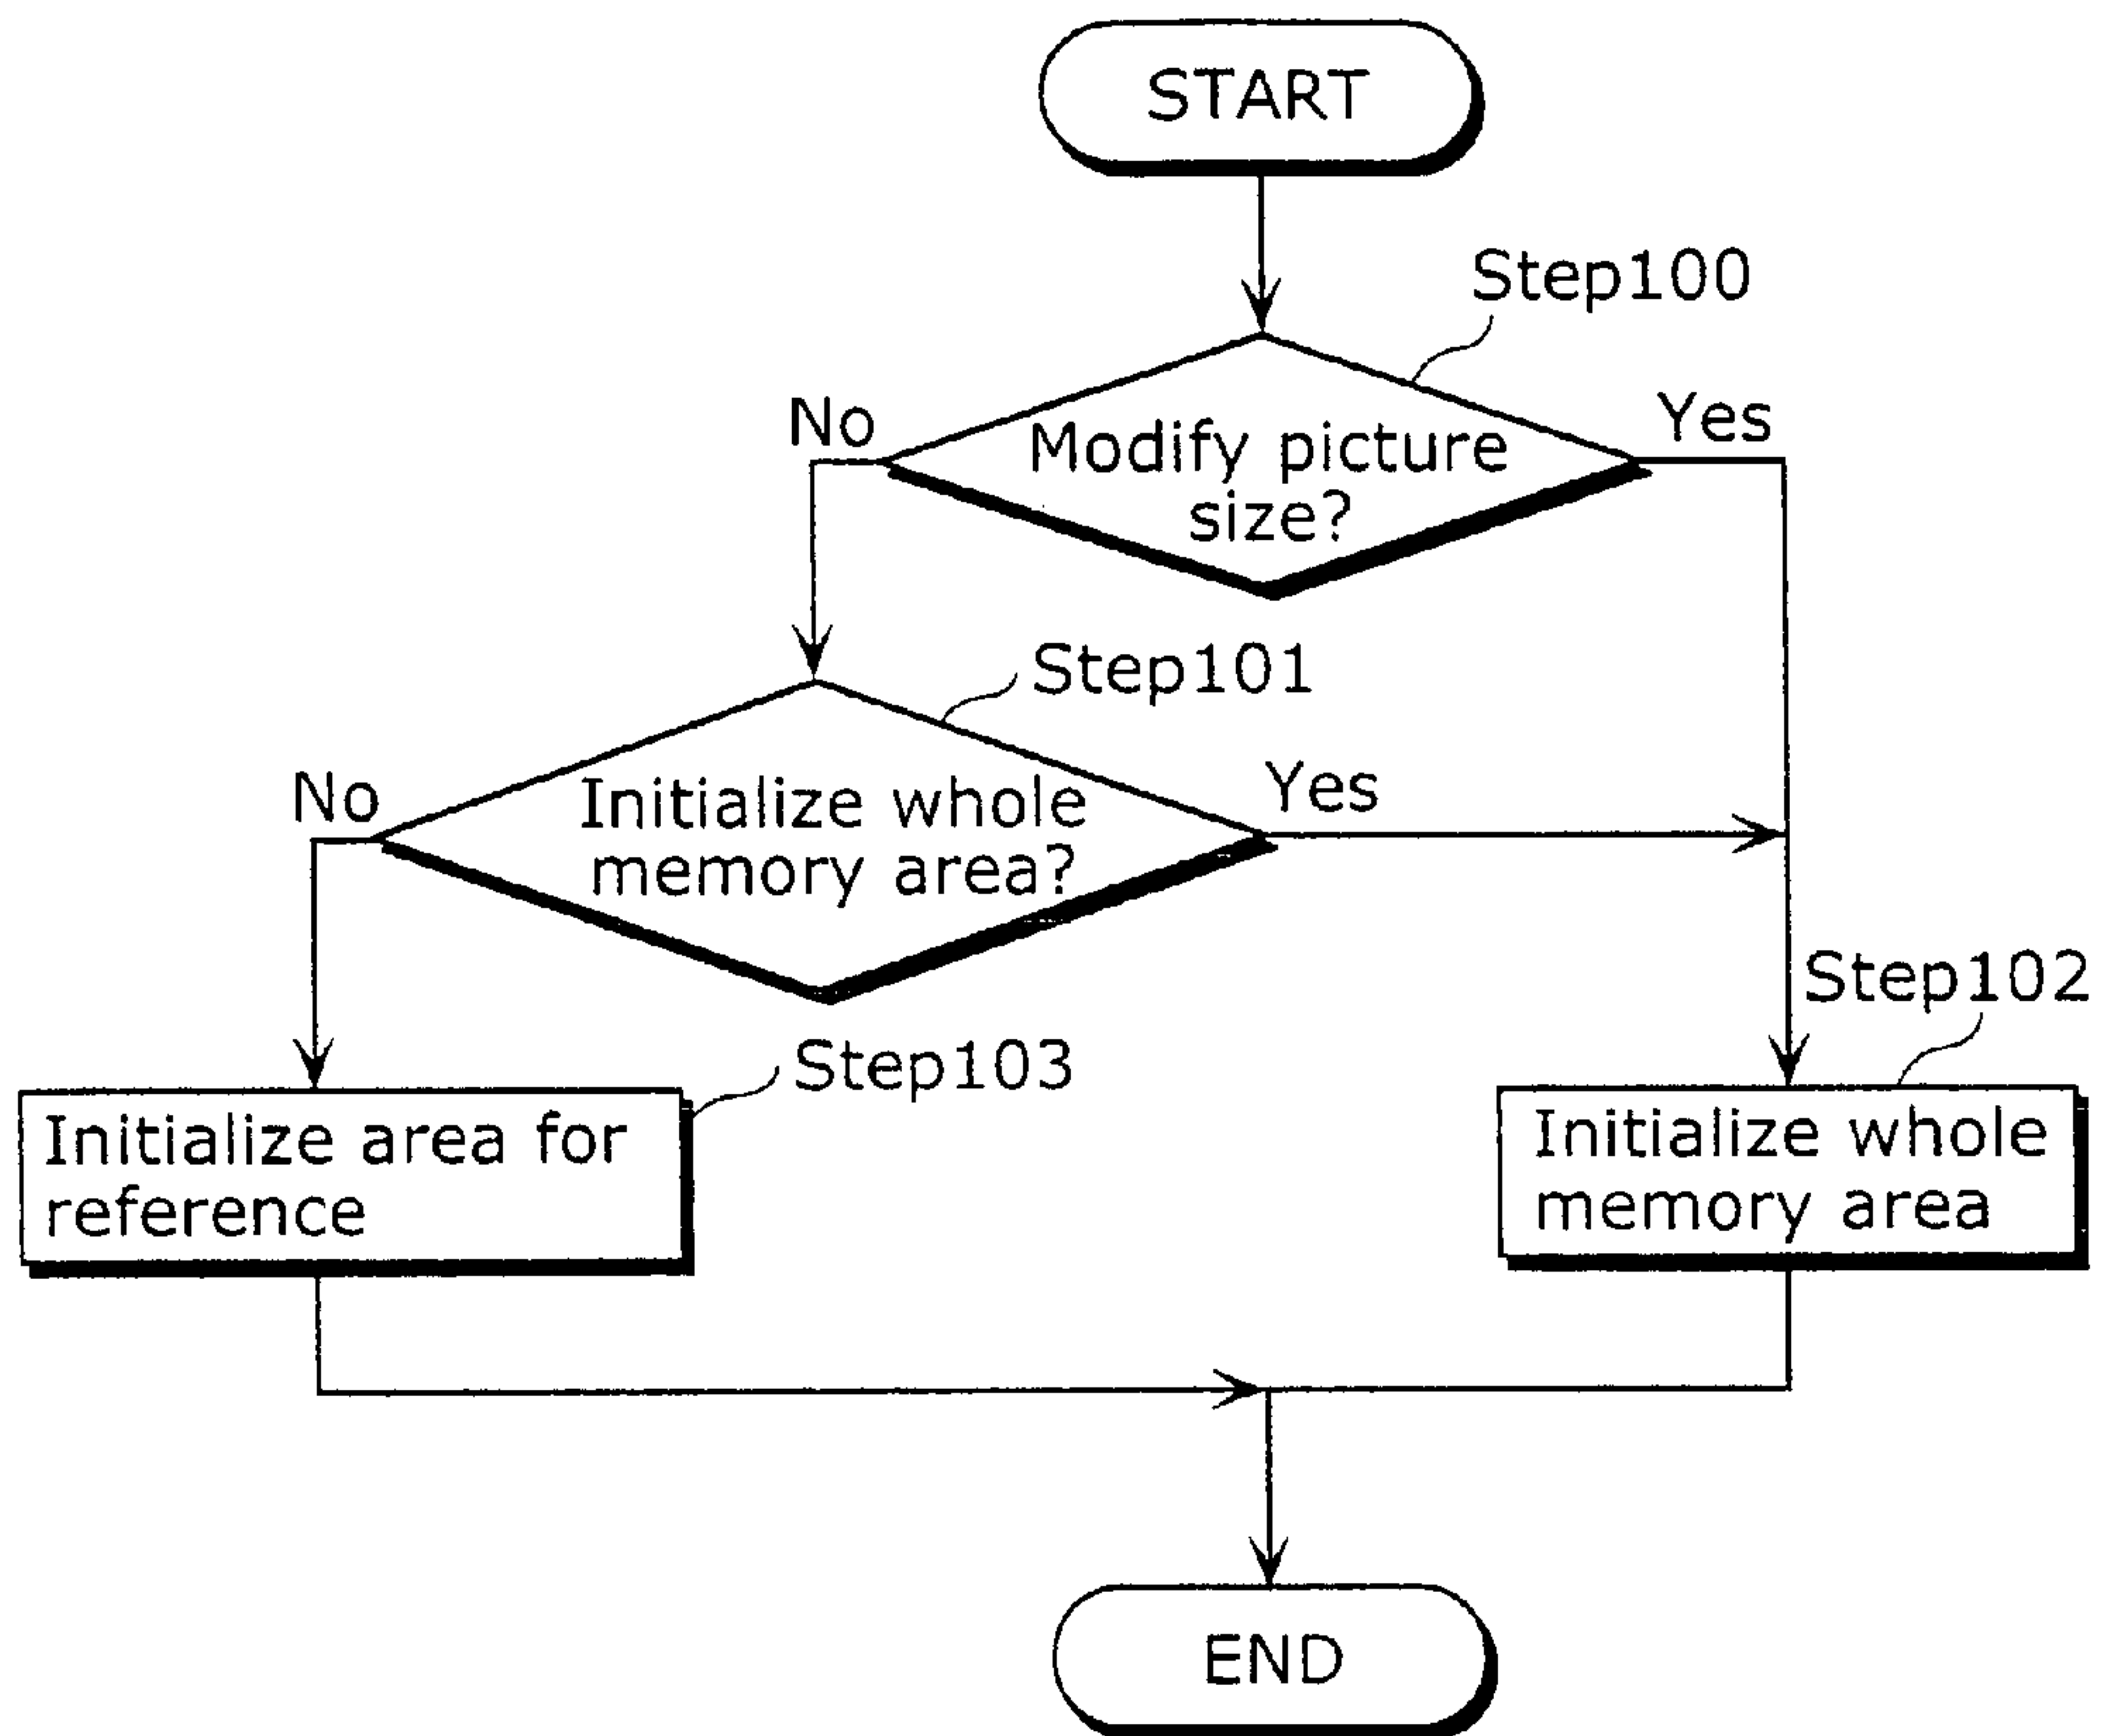 START
Step100
No
Yes
Modify picture
size?
Step101
No
Yes
Initialize whole
memory area?
Step102
Step103
Initialize area for
reference
Initialize whole
memory area
END